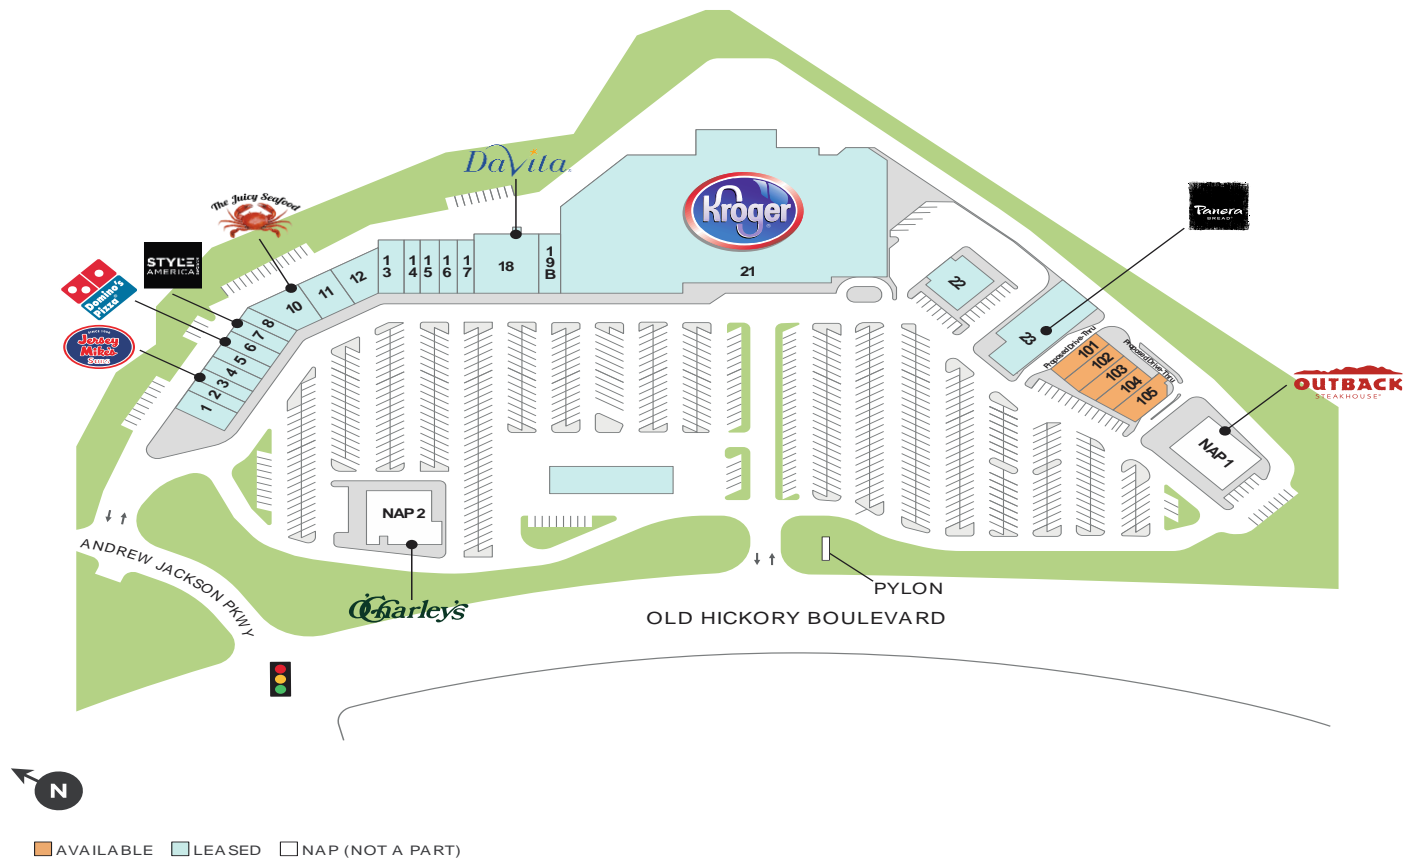 DaVita
The Juicy Seafood
STYLE
AMERICA
Domino's
Pizza
SINCE 1956
Jersey
Mike's
SUBS
Kroger
Panera
BREAD
OUTBACK
STEAKHOUSE
1
2
3
4
5
6
7
8
10
11
12
13
14
15
16
17
18
19B
21
22
23
Proposed Drive-Thru
Proposed Drive-Thru
101
102
103
104
105
NAP 1
NAP 2
O'Charley's
PYLON
ANDREW JACKSON PKWY
OLD HICKORY BOULEVARD
N
AVAILABLE
LEASED
NAP (NOT A PART)